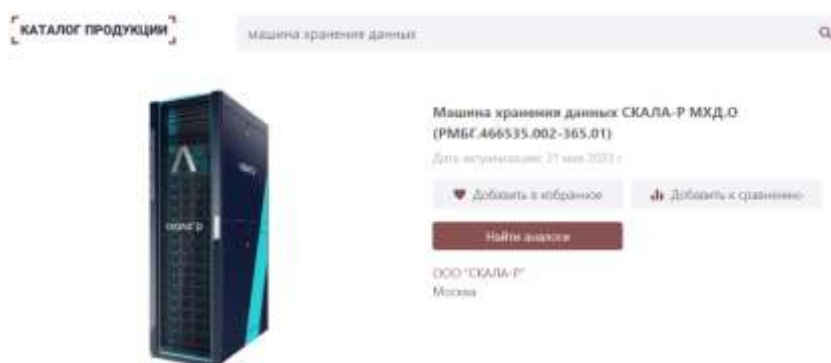 КАТАЛОГ ПРОДУКЦИИ
машина хранения данных
Машина хранения данных СКАЛА-Р МХД.О
(РМБГ.466535.002-365.01)
Дата актуализации: 21 мая 2023 г.
Добавить в избранное
Добавить к сравнению
Найти аналоги
ООО "СКАЛА-Р"
Москва